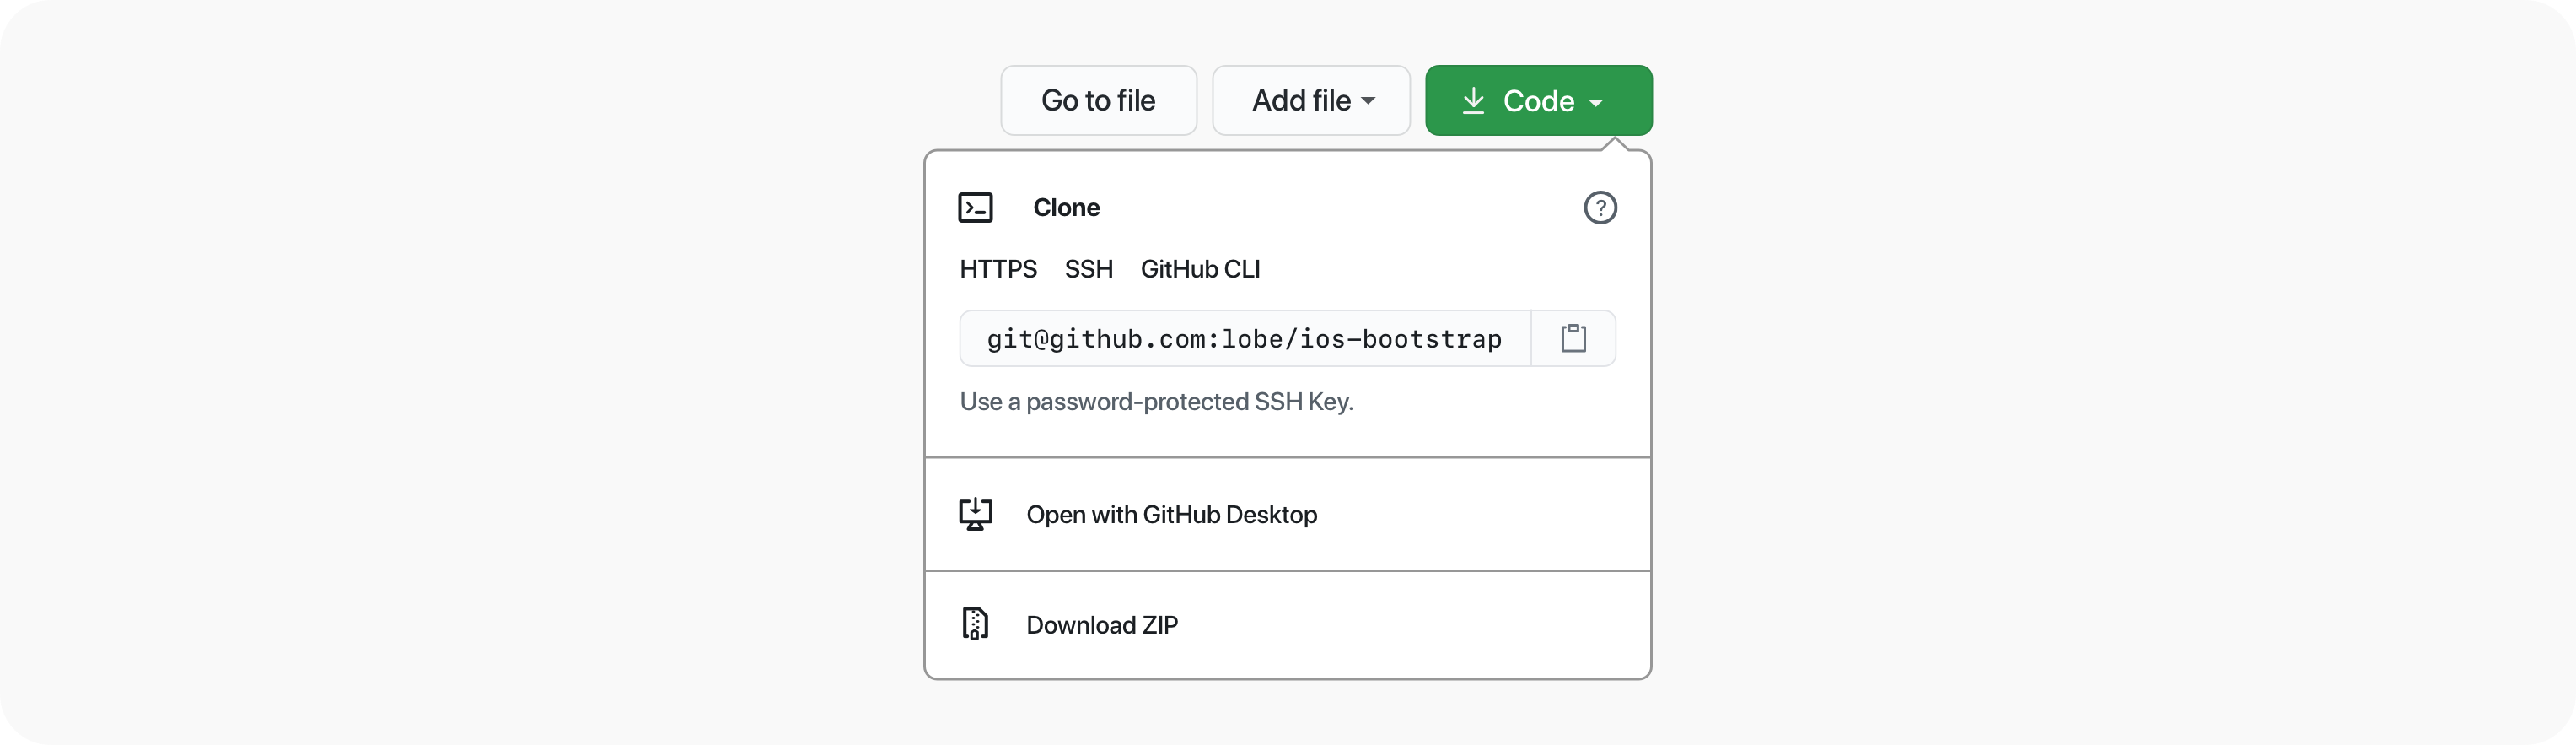 Go to file Add file Code
Clone
HTTPS SSH GitHub CLI
git@github.com:lobe/ios-bootstrap
Use a password-protected SSH Key.
Open with GitHub Desktop
Download ZIP